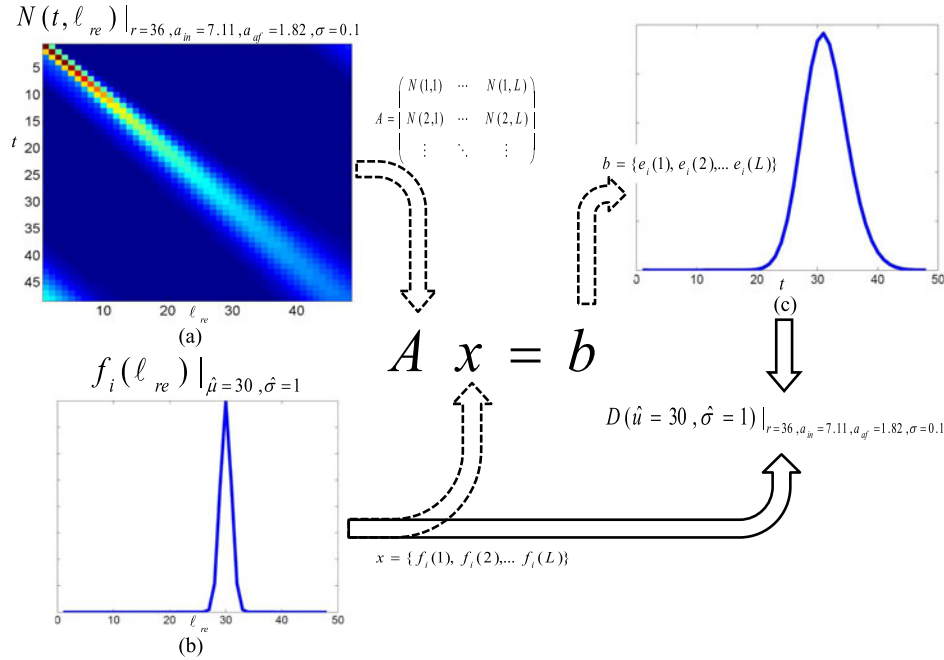 N(t,ℓ_re)|_{r=36,a_in=7.11,a_af=1.82,σ=0.1}
5
10
15
20
25
30
35
40
45
t
10 20 30 40
ℓ_re
(a)
A = ( N(1,1) ⋯ N(1,L)
N(2,1) ⋯ N(2,L)
⋮ ⋱ ⋮ )
b = {e_i(1), e_i(2),... e_i(L)}
0 10 20 30 40 50
t
(c)
A x = b
f_i(ℓ_re)|_{μ̂=30,σ̂=1}
0 10 20 30 40 50
ℓ_re
(b)
D(û=30,σ̂=1)|_{r=36,a_in=7.11,a_af=1.82,σ=0.1}
x = {f_i(1), f_i(2),... f_i(L)}